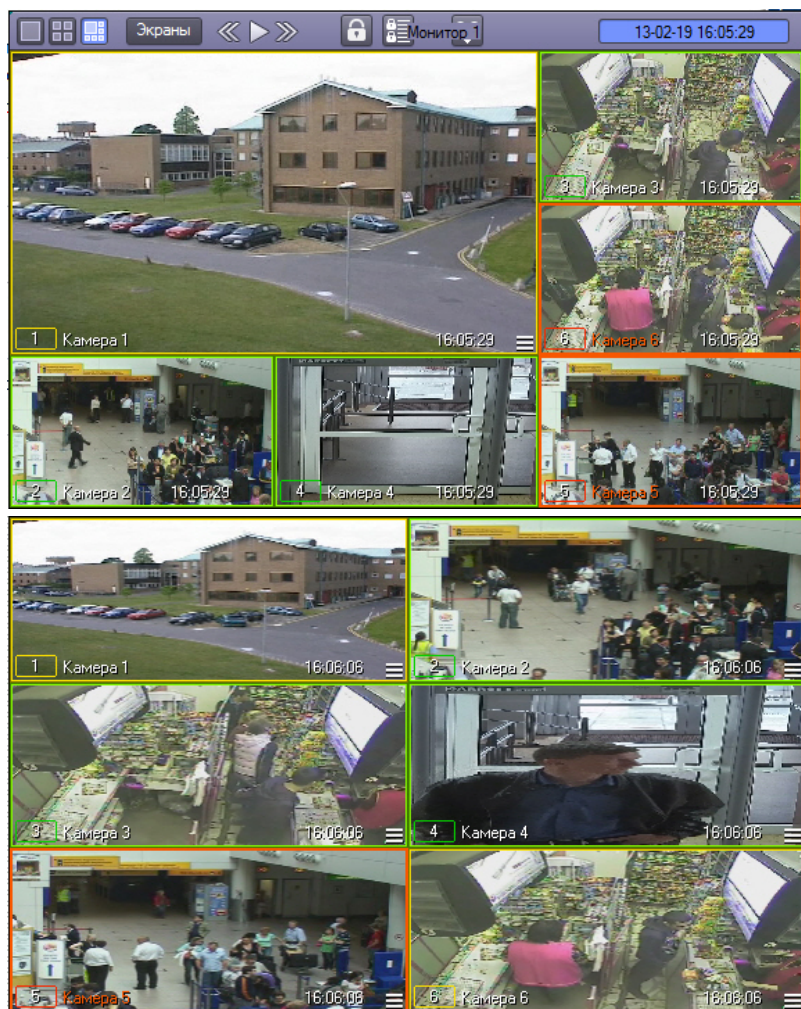 Экраны
Монитор 1
13-02-19 16:05:29
1 Камера 1 16:05:29
3 Камера 3 16:05:29
6 Камера 6 16:05:29
2 Камера 2 16:05:29
4 Камера 4 16:05:29
5 Камера 5 16:05:29
1 Камера 1 16:06:06
2 Камера 2 16:06:06
3 Камера 3 16:06:06
4 Камера 4 16:06:06
5 Камера 5 16:06:06
6 Камера 6 16:06:06